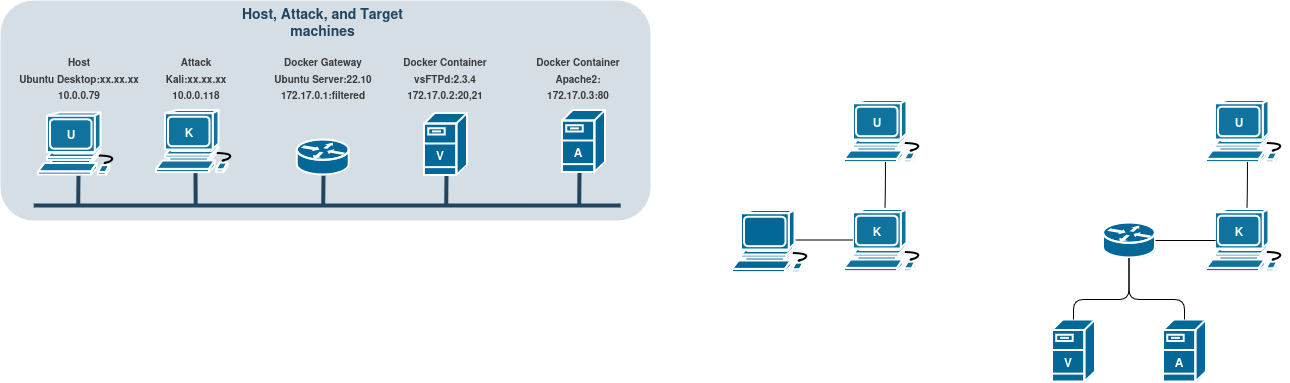 Host, Attack, and Target
machines
Host
Ubuntu Desktop:xx.xx.xx
10.0.0.79
Attack
Kali:xx.xx.xx
10.0.0.118
Docker Gateway
Ubuntu Server:22.10
172.17.0.1:filtered
Docker Container
vsFTPd:2.3.4
172.17.0.2:20,21
Docker Container
Apache2:
172.17.0.3:80
U
K
V
A
U
K
U
K
V
A